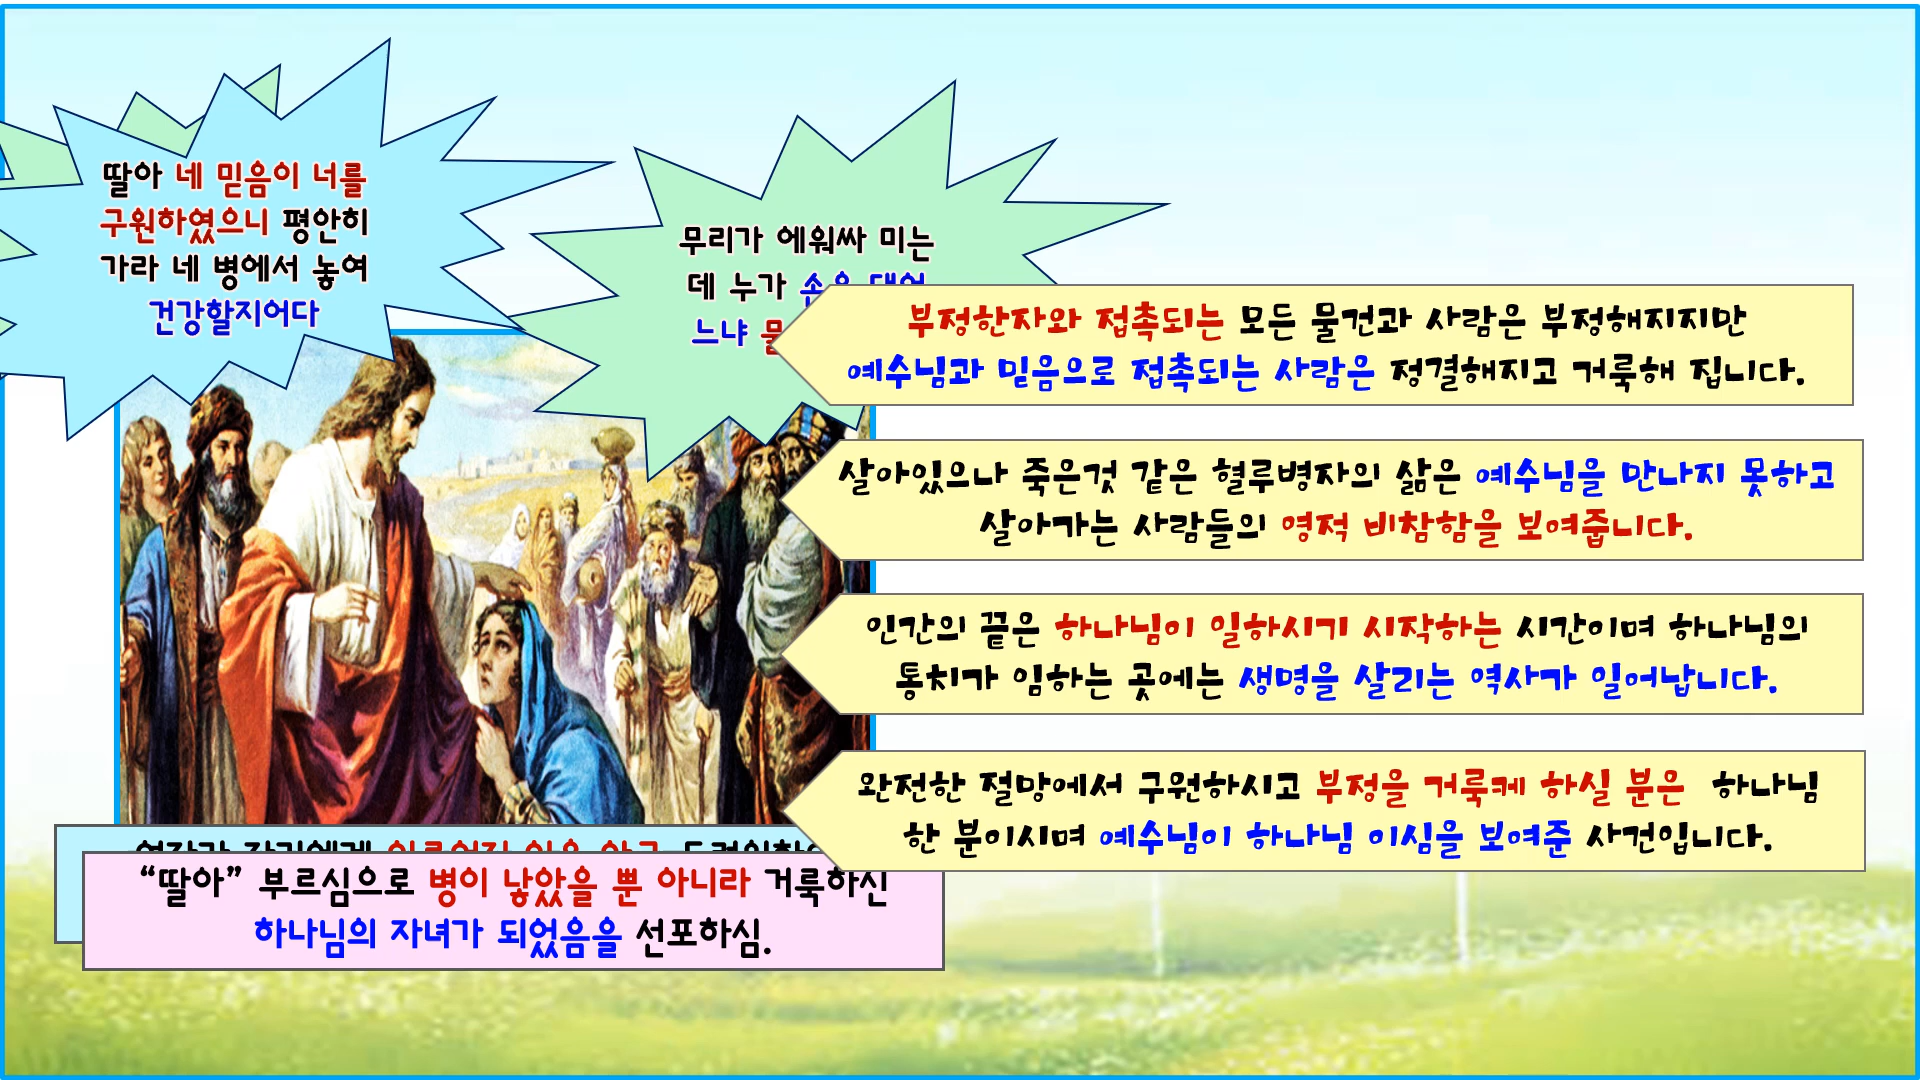 딸아 네 믿음이 너를
구원하였으니 평안히
가라 네 병에서 놓여
건강할지어다
무리가 에워싸 미는
데 누가 손을 대었
느냐
부정한자와 접촉되는 모든 물건과 사람은 부정해지지만
예수님과 믿음으로 접촉되는 사람은 정결해지고 거룩해 집니다.
살아있으나 죽은것 같은 혈루병자의 삶은 예수님을 만나지 못하고
살아가는 사람들의 영적 비참함을 보여줍니다.
인간의 끝은 하나님이 일하시기 시작하는 시간이며 하나님의
통치가 임하는 곳에는 생명을 살리는 역사가 일어납니다.
완전한 절망에서 구원하시고 부정을 거룩케 하실 분은 하나님
한 분이시며 예수님이 하나님 이심을 보여준 사건입니다.
“딸아” 부르심으로 병이 낳았을 뿐 아니라 거룩하신
하나님의 자녀가 되었음을 선포하심.